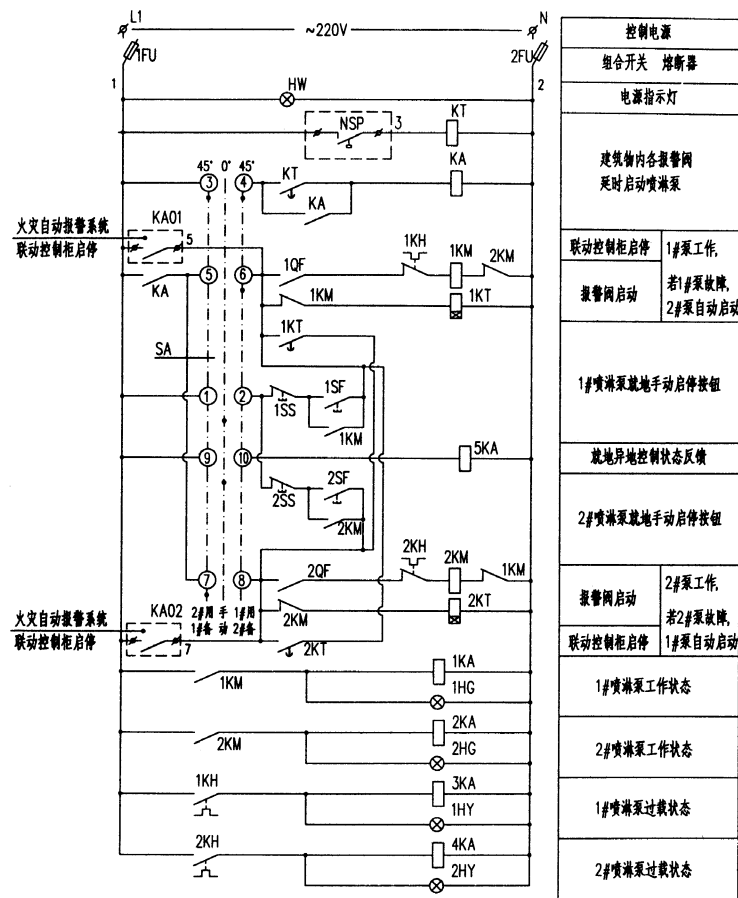 L1
~220V
N
控制电源
1FU
2FU
组合开关 熔断器
1
2
HW
电源指示灯
NSP
3
KT
建筑物内各报警阀
延时启动喷淋泵
45° 0° 45°
3
4
KT
KA
KA
火灾自动报警系统
联动控制柜启停
KA01
5
联动控制柜启停
1#泵工作,
若1#泵故障,
2#泵自动启动
报警阀启动
KA
5
6
1QF
1KH
1KM
2KM
1KM
1KT
1KT
SA
1
2
1SS
1SF
1KM
1#喷淋泵就地手动启停按钮
9
10
5KA
就地异地控制状态反馈
2SS
2SF
2KM
2#喷淋泵就地手动启停按钮
7
8
2QF
2KH
2KM
1KM
2KM
2KT
2KT
报警阀启动
2#泵工作,
若2#泵故障,
1#泵自动启动
联动控制柜启停
2#用
1#备
手动
1#用
2#备
火灾自动报警系统
联动控制柜启停
KA02
7
1KM
1KA
1HG
1#喷淋泵工作状态
2KM
2KA
2HG
2#喷淋泵工作状态
1KH
3KA
1HY
1#喷淋泵过载状态
2KH
4KA
2HY
2#喷淋泵过载状态